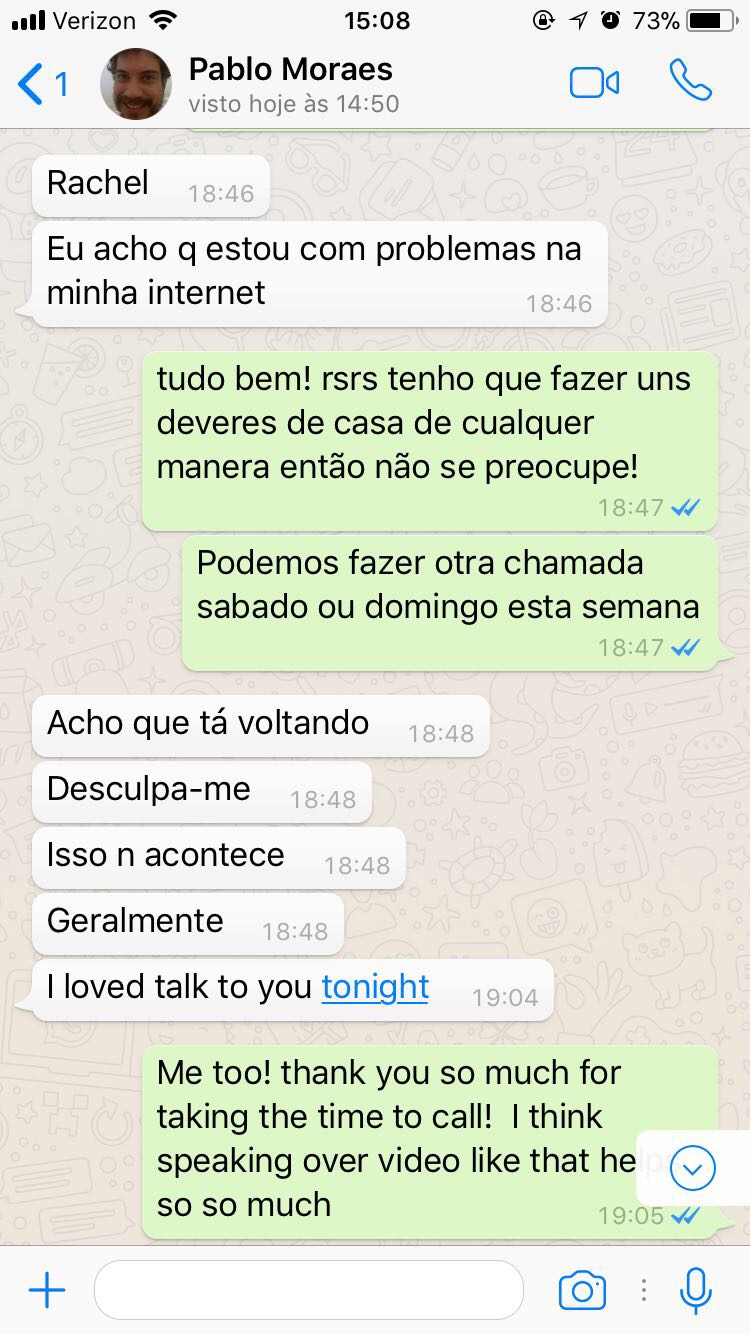 Verizon 15:08 73%
1 Pablo Moraes
visto hoje às 14:50
Rachel 18:46
Eu acho q estou com problemas na
minha internet 18:46
tudo bem! rsrs tenho que fazer uns
deveres de casa de cualquer
manera então não se preocupe!
18:47
Podemos fazer otra chamada
sabado ou domingo esta semana
18:47
Acho que tá voltando 18:48
Desculpa-me 18:48
Isso n acontece 18:48
Geralmente 18:48
I loved talk to you tonight 19:04
Me too! thank you so much for
taking the time to call! I think
speaking over video like that helps
so so much 19:05